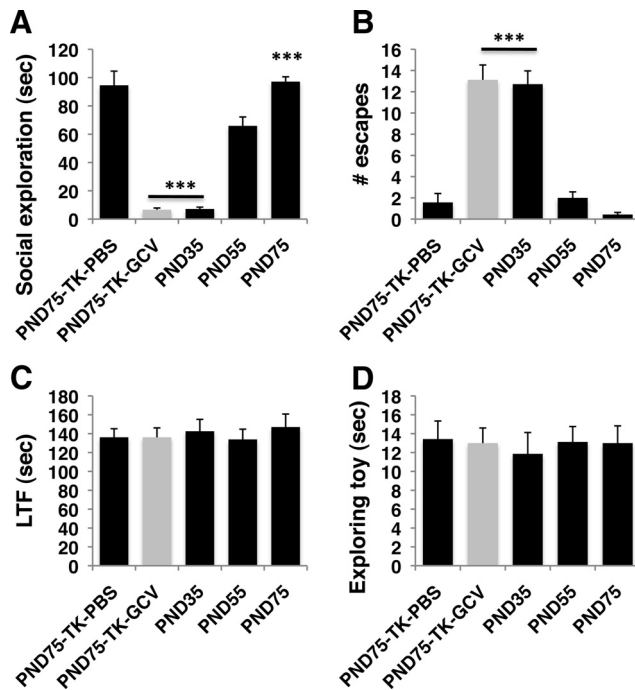 A
Social exploration (sec)
120
100
80
60
40
20
0
***
***
PND75-TK-PBS
PND75-TK-GCV
PND35
PND55
PND75
B
# escapes
16
14
12
10
8
6
4
2
0
***
PND75-TK-PBS
PND75-TK-GCV
PND35
PND55
PND75
C
LTF (sec)
180
160
140
120
100
80
60
40
20
0
PND75-TK-PBS
PND75-TK-GCV
PND35
PND55
PND75
D
Exploring toy (sec)
18
16
14
12
10
8
6
4
2
0
PND75-TK-PBS
PND75-TK-GCV
PND35
PND55
PND75